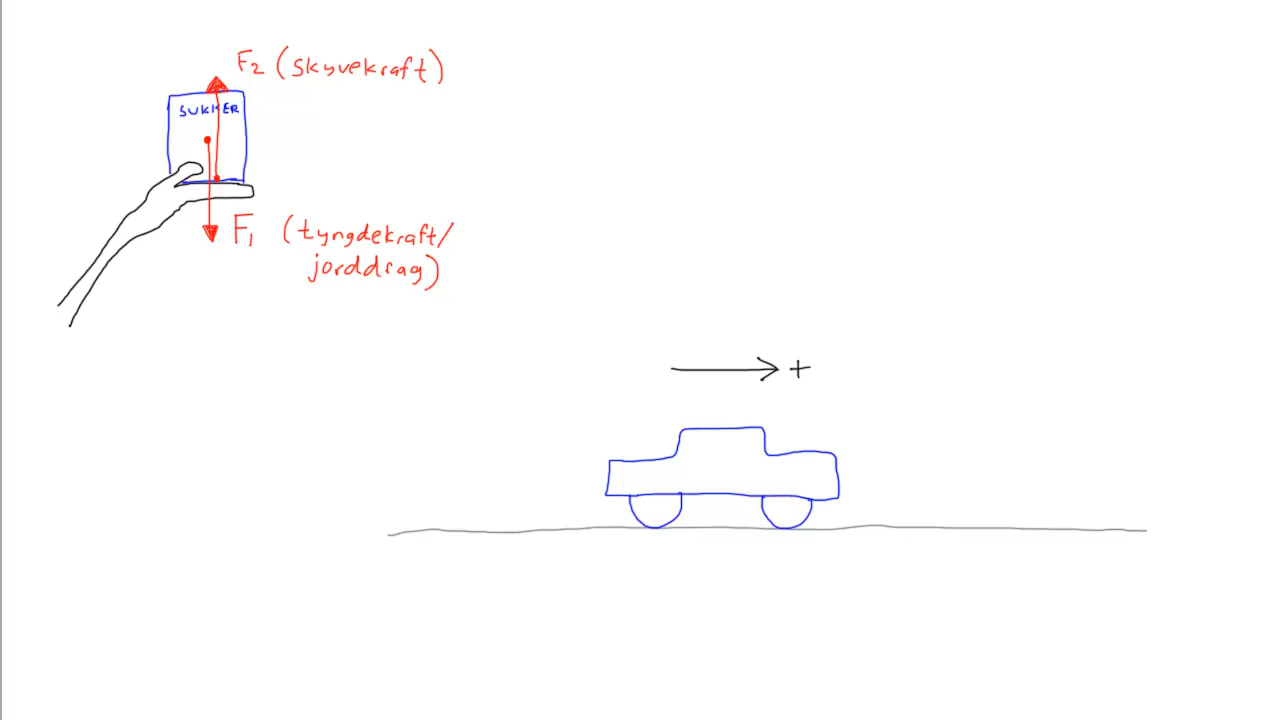 F2 (skyvekraft)
SUKKER
F1 (tyngdekraft/
jorddrag)
+